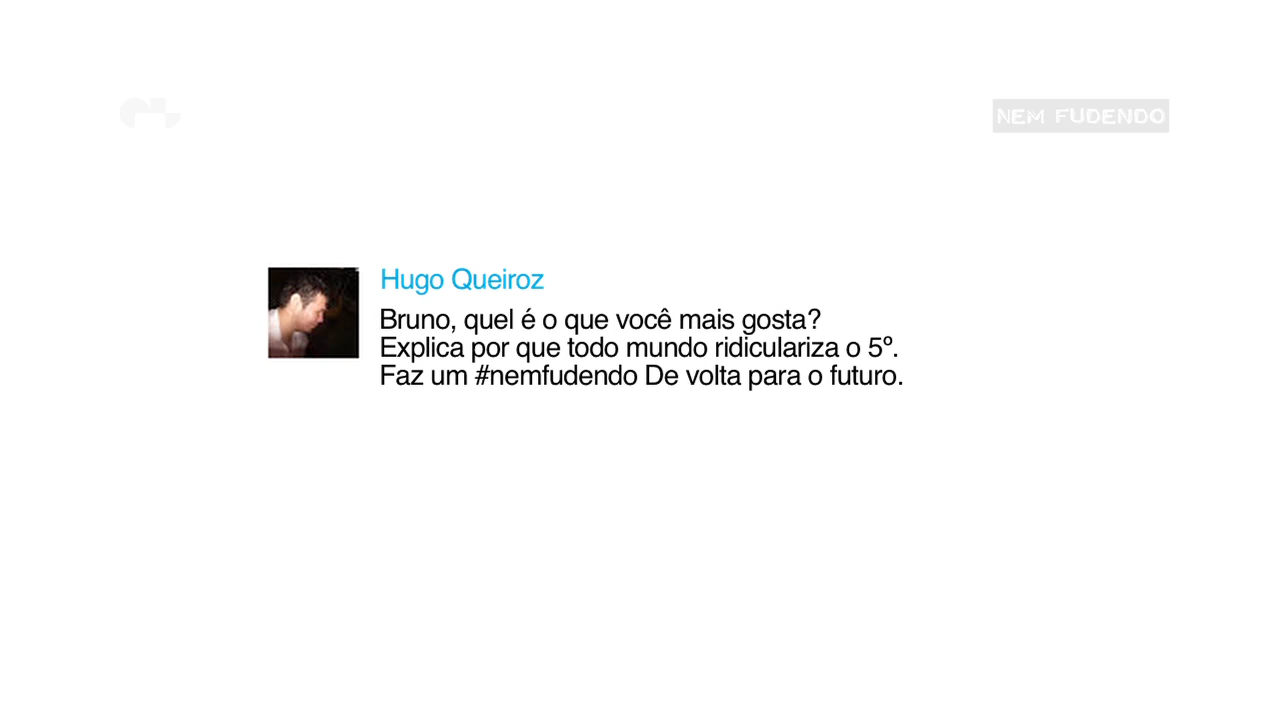 NEM FUDENDO
Hugo Queiroz
Bruno, quel é o que você mais gosta?
Explica por que todo mundo ridiculariza o 5º.
Faz um #nemfudendo De volta para o futuro.